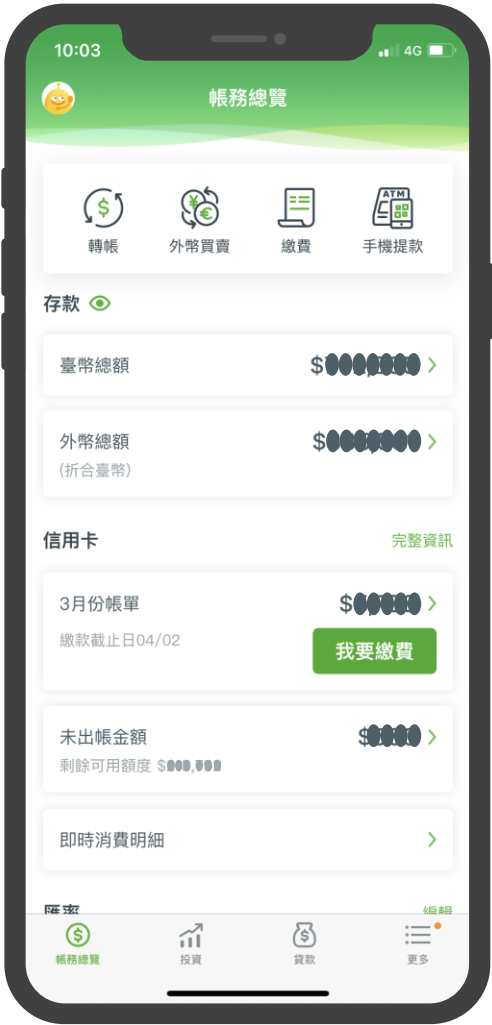 10:03
4G
帳務總覽
ATM
轉帳
外幣買賣
繳費
手機提款
存款
臺幣總額
$
外幣總額
$
(折合臺幣)
信用卡
完整資訊
3月份帳單
$
繳款截止日04/02
我要繳費
未出帳金額
$
剩餘可用額度 $
即時消費明細
匯率
編輯
帳務總覽
投資
貸款
更多